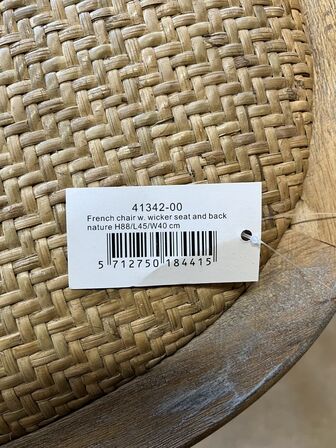 41342-00
French chair w. wicker seat and back
nature H88/L45/W40 cm
5 712750 184415